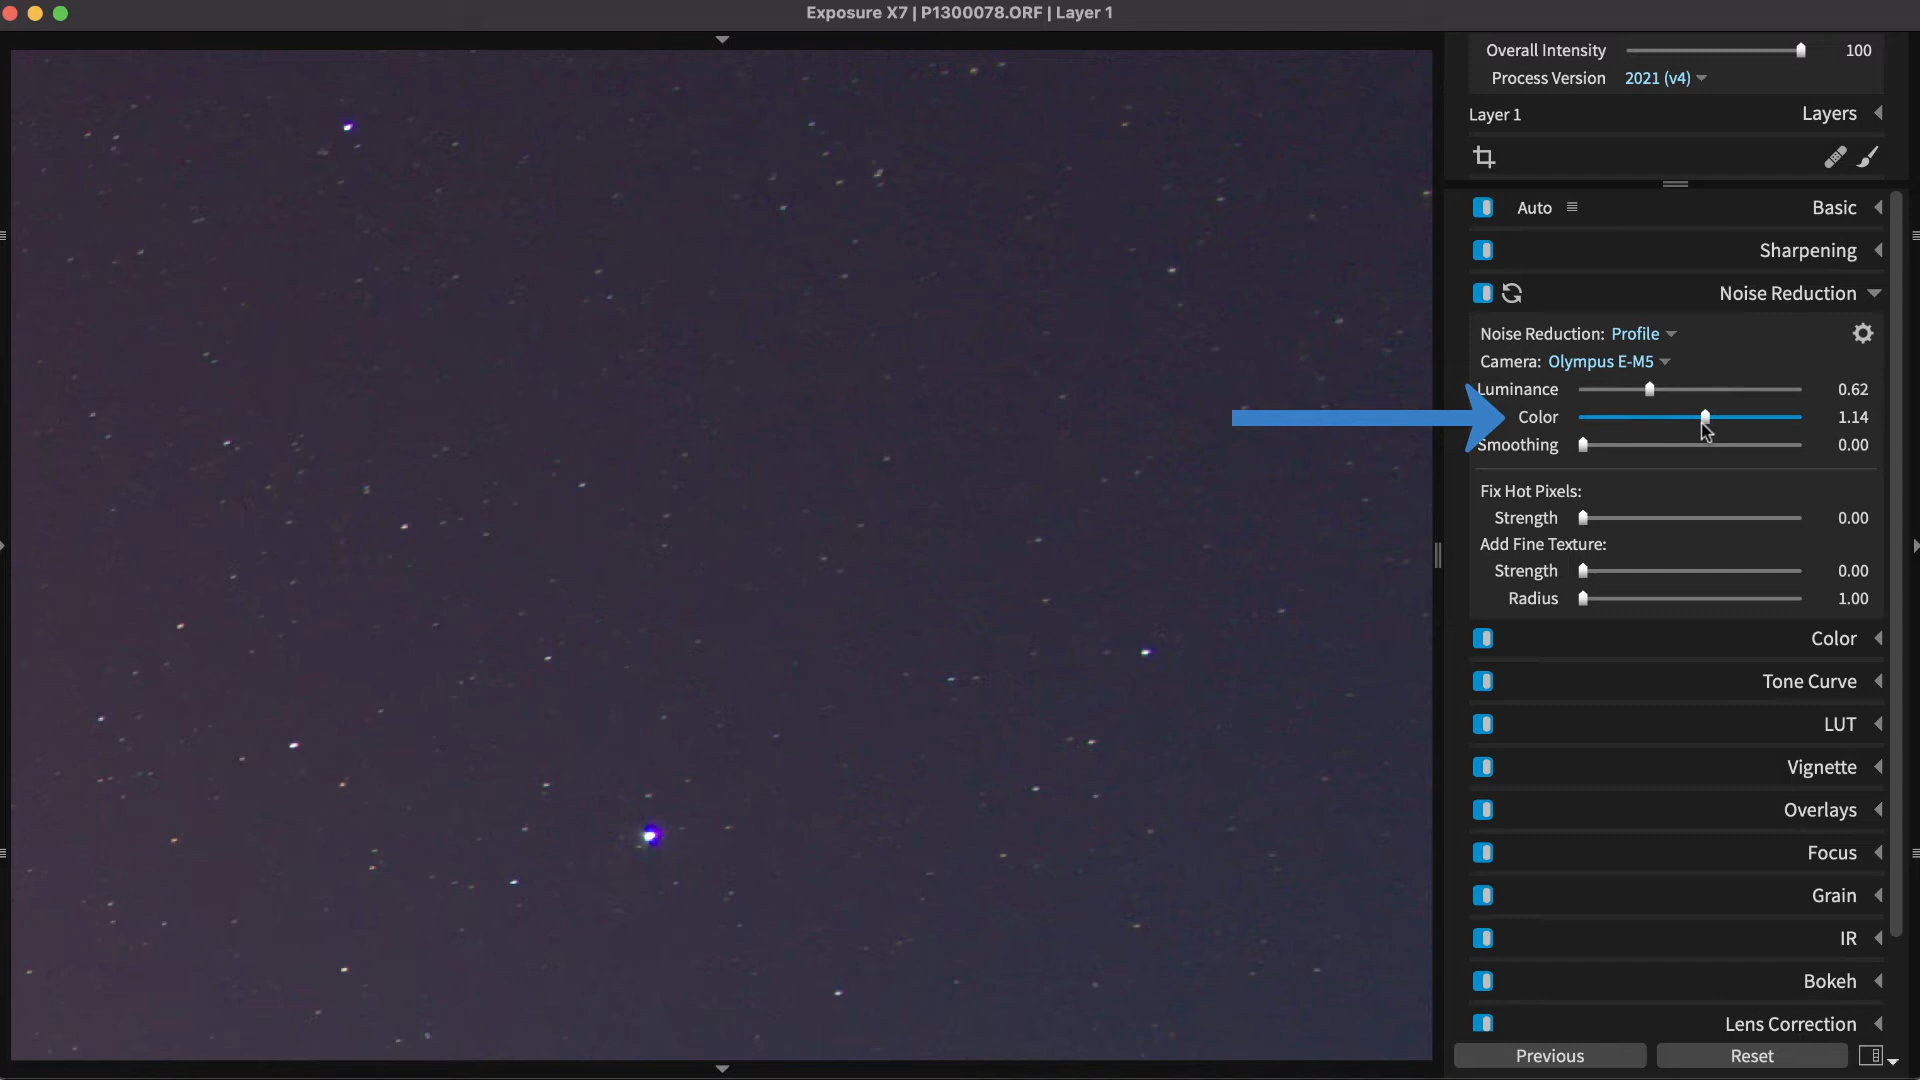 Exposure X7 | P1300078.ORF | Layer 1
Overall Intensity 100
Process Version 2021 (v4)
Layer 1 Layers
Auto Basic
Sharpening
Noise Reduction
Noise Reduction: Profile
Camera: Olympus E-M5
Luminance 0.62
Color 1.14
Smoothing 0.00
Fix Hot Pixels:
Strength 0.00
Add Fine Texture:
Strength 0.00
Radius 1.00
Color
Tone Curve
LUT
Vignette
Overlays
Focus
Grain
IR
Bokeh
Lens Correction
Previous Reset